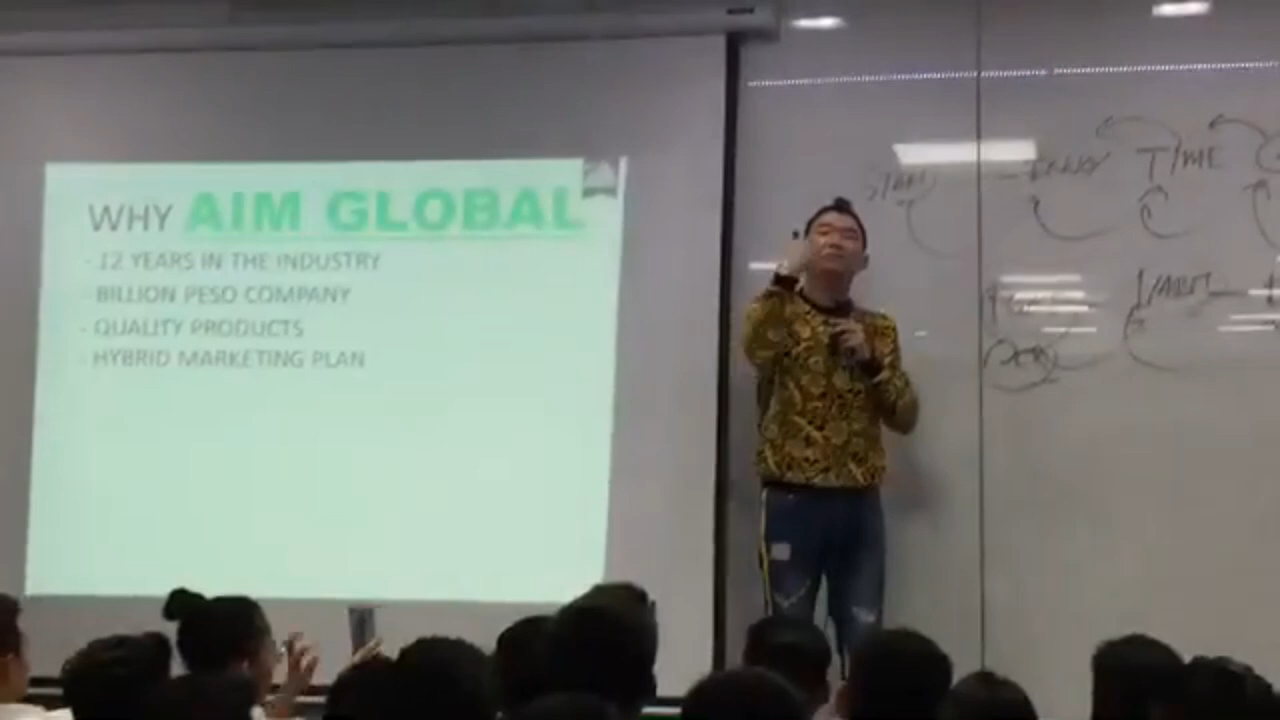 WHY AIM GLOBAL
- 12 YEARS IN THE INDUSTRY
- BILLION PESO COMPANY
- QUALITY PRODUCTS
- HYBRID MARKETING PLAN
TIME